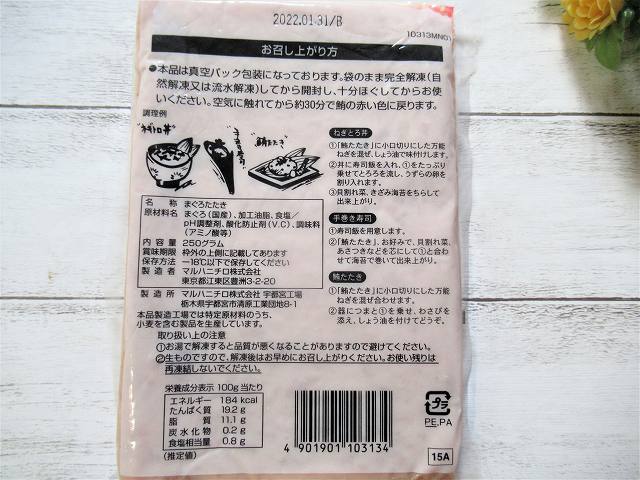 2022.01.31/B
10313MN01
お召し上がり方
●本品は真空パック包装になっております。袋のまま完全解凍(自
然解凍又は流水解凍)してから開封し、十分ほぐしてからお使
いください。空気に触れてから約30分で鮪の赤い色に戻ります。
調理例
"ネギトロ丼"
"手巻き寿司"
"鮪たたき"
ねぎとろ丼
①「鮪たたき」に小口切りにした万能
ねぎを混ぜ、しょう油で味付けします。
②丼に寿司飯を入れ、①をたっぷり
乗せてとろろを流し、うずらの卵を
割り入れます。
③貝割れ菜、きざみ海苔をちらして
出来上がり。
手巻き寿司
①寿司飯を用意します。
②「鮪たたき」、お好みで、貝割れ菜、
あさつきなどを芯にして①と合わ
せて海苔で巻いて出来上がり。
鮪たたき
①「鮪たたき」に小口切りにした万能
ねぎを混ぜ合わせます。
②器につまと①を乗せ、わさびを
添え、しょう油を付けてどうぞ。
名称 まぐろたたき
原材料名 まぐろ(国産)、加工油脂、食塩/
pH調整剤、酸化防止剤(V.C)、調味料
(アミノ酸等)
内容量 250グラム
賞味期限 枠外の上側に記載してあります
保存方法 −18℃以下で保存してください
製造者 マルハニチロ株式会社
東京都江東区豊洲3-2-20
製造所 マルハニチロ株式会社 宇都宮工場
栃木県宇都宮市清原工業団地8-1
本品製造工場では特定原材料のうち、
小麦を含む製品を生産しています。
取り扱い上の注意
①お湯で解凍すると品質が悪くなることがありますので避けてください。
②生ものですので、解凍後はお早めにお召し上がりください。お使い残りは
再凍結しないでください。
栄養成分表示 100g当たり
エネルギー 184 kcal
たんぱく質 19.2 g
脂質 11.1 g
炭水化物 0.2 g
食塩相当量 0.8 g
(推定値)
4 901901 103134
プラ
PE,PA
15A